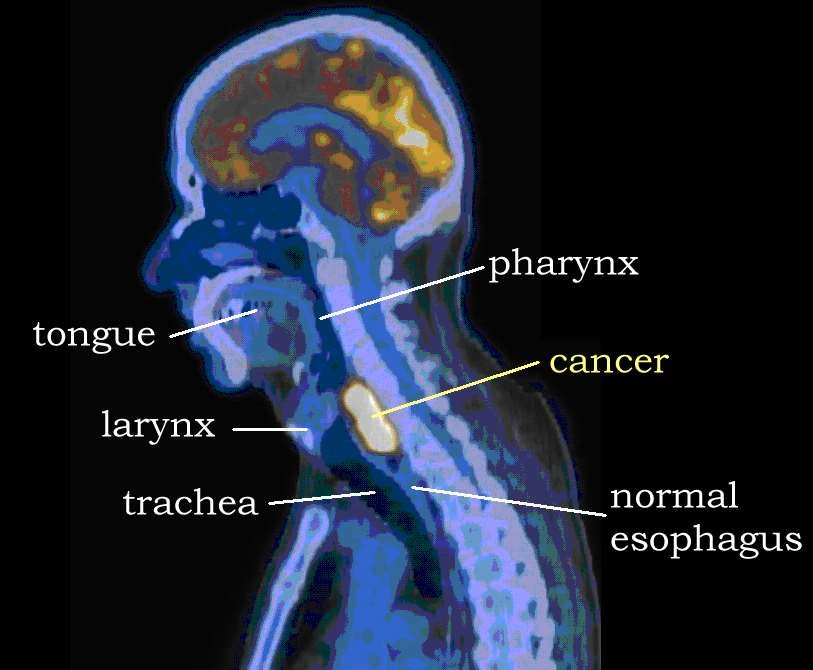 pharynx
tongue
cancer
larynx
trachea
normal
esophagus